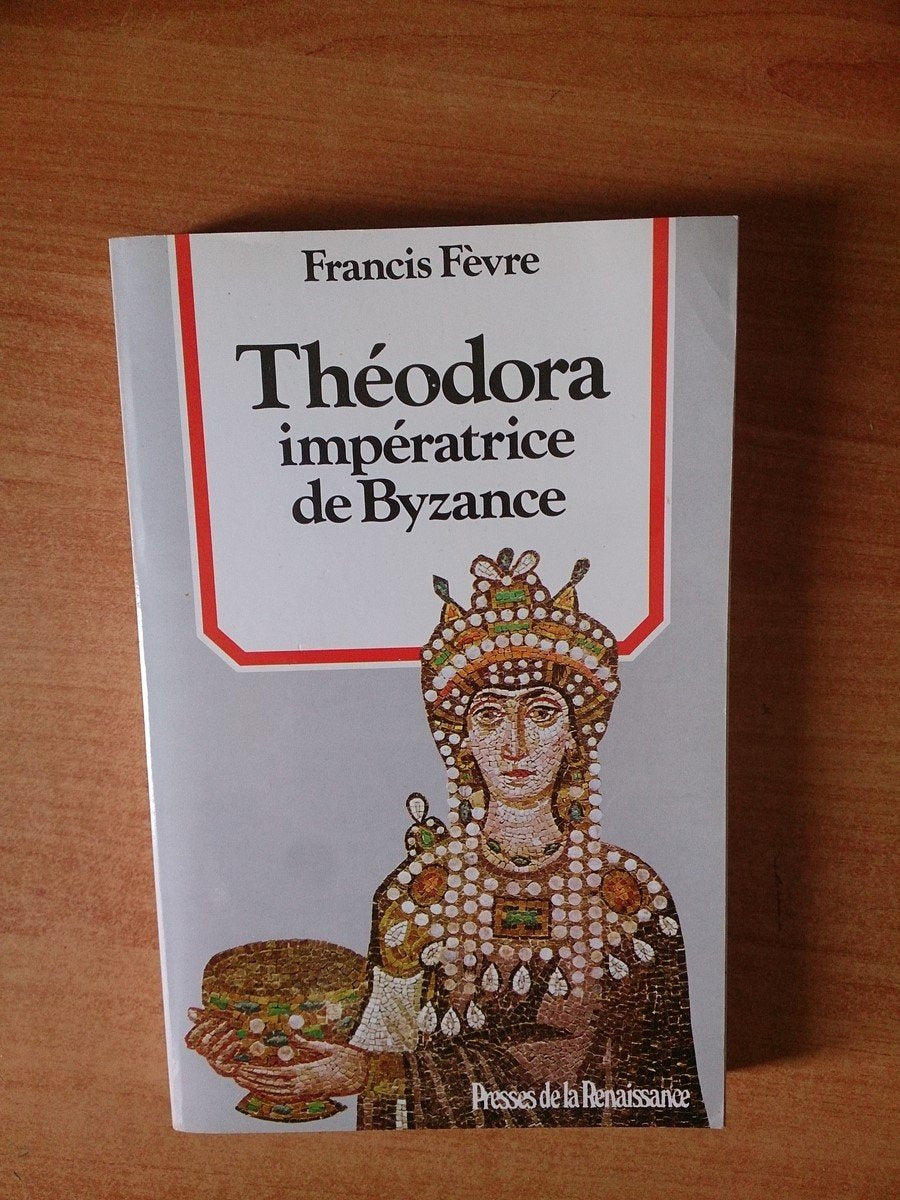 Francis Fèvre
Théodora
impératrice
de Byzance
Presses de la Renaissance